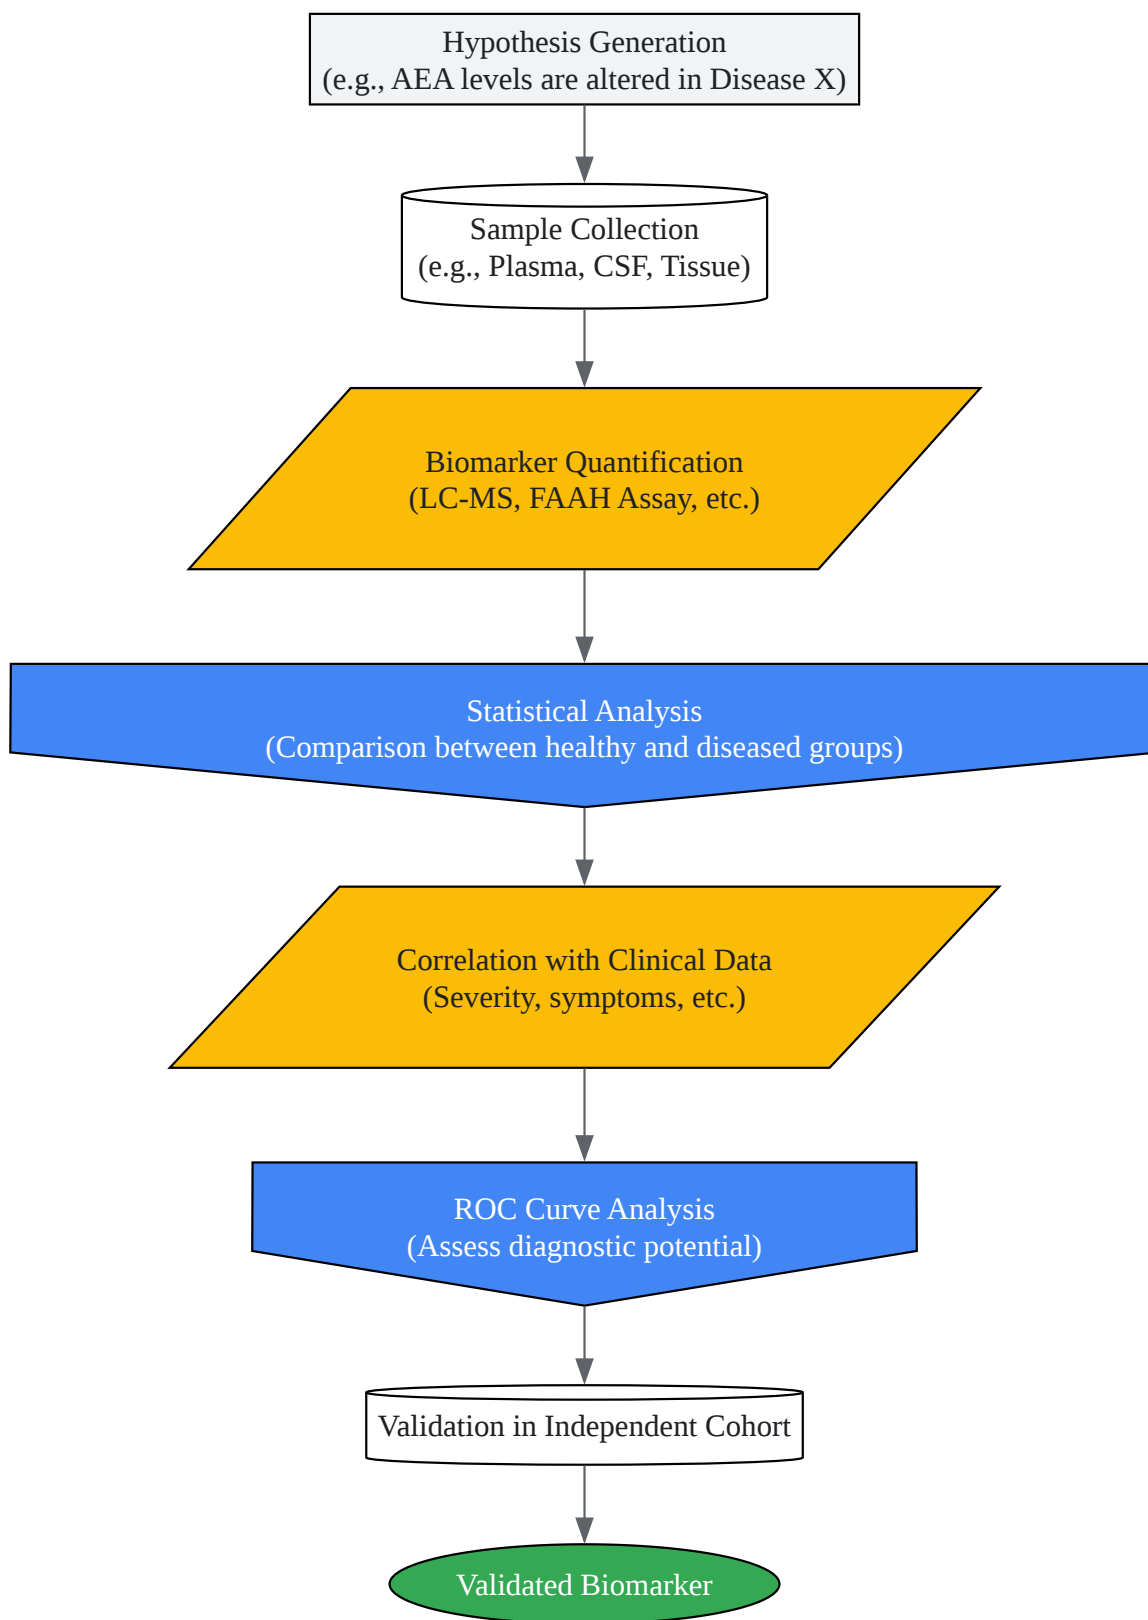 Hypothesis Generation
(e.g., AEA levels are altered in Disease X)
Sample Collection
(e.g., Plasma, CSF, Tissue)
Biomarker Quantification
(LC-MS, FAAH Assay, etc.)
Statistical Analysis
(Comparison between healthy and diseased groups)
Correlation with Clinical Data
(Severity, symptoms, etc.)
ROC Curve Analysis
(Assess diagnostic potential)
Validation in Independent Cohort
Validated Biomarker